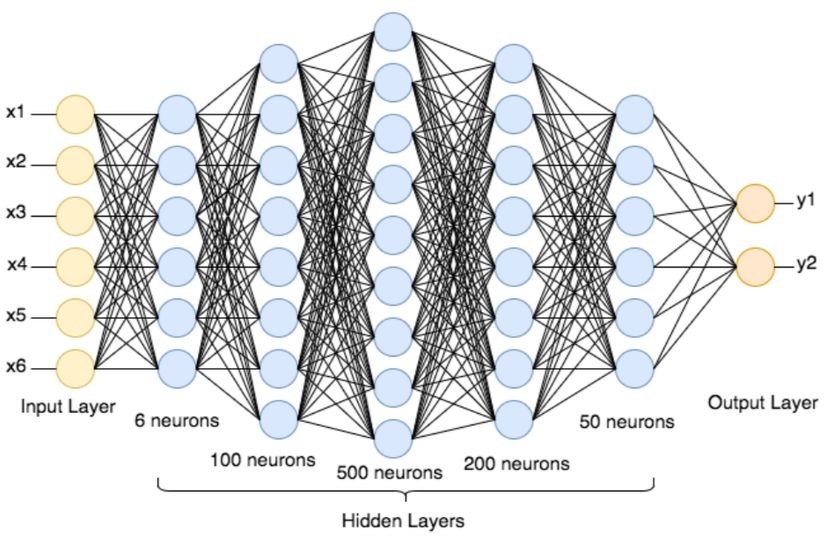 x1
x2
x3
x4
x5
x6
y1
y2
Input Layer
6 neurons
100 neurons
500 neurons
200 neurons
50 neurons
Output Layer
Hidden Layers